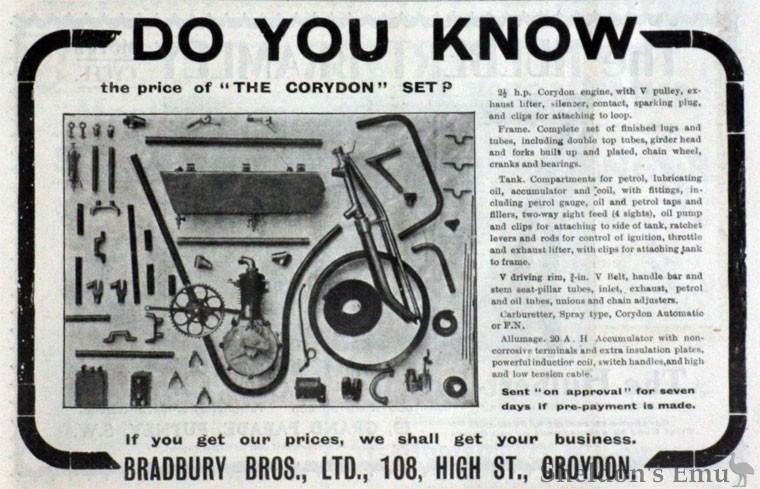 DO YOU KNOW
the price of "THE CORYDON" SET?
2½ h.p. Corydon engine, with V pulley, ex-
haust lifter, silencer, contact, sparking plug,
and clips for attaching to loop.
Frame. Complete set of finished lugs and
tubes, including double top tubes, girder head
and forks built up and plated, chain wheel,
cranks and bearings.
Tank. Compartments for petrol, lubricating
oil, accumulator and coil, with fittings, in-
cluding petrol gauge, oil and petrol taps and
fillers, two-way sight feed (4 sights), oil pump
and clips for attaching to side of tank, ratchet
levers and rods for control of ignition, throttle
and exhaust lifter, with clips for attaching tank
to frame.
V driving rim, ¾-in. V Belt, handle bar and
stem seat-pillar tubes, inlet, exhaust, petrol
and oil tubes, unions and chain adjusters.
Carburetter, Spray type, Corydon Automatic
or F.N.
Allumage. 20 A. H Accumulator with non-
corrosive terminals and extra insulation plates,
powerful inductior coil, switch handles, and high
and low tension cable.
Sent "on approval" for seven
days if pre-payment is made.
If you get our prices, we shall get your business.
BRADBURY BROS., LTD., 108, HIGH ST., CROYDON.
Sheldon's Emu